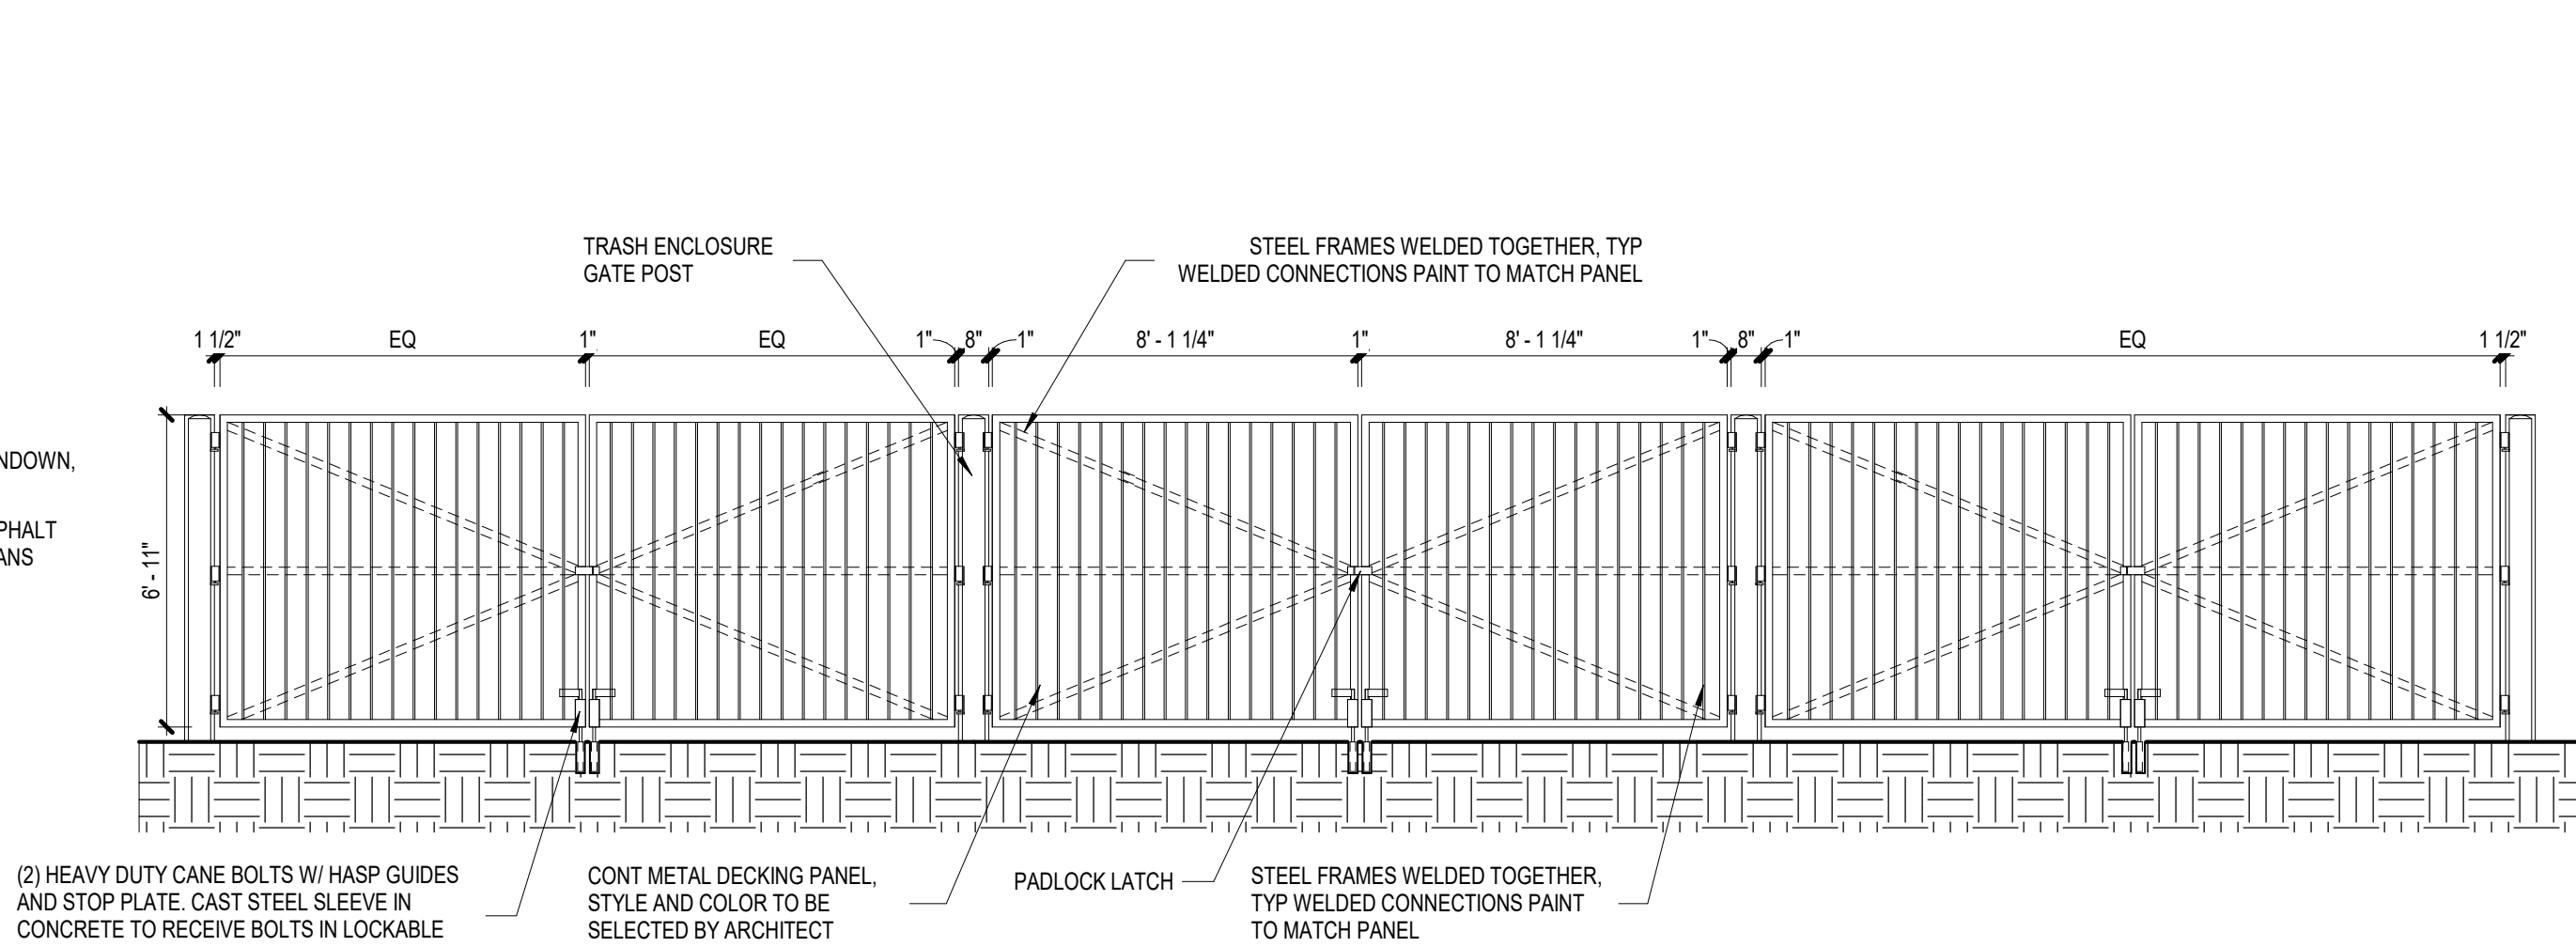 TRASH ENCLOSURE
GATE POST
STEEL FRAMES WELDED TOGETHER, TYP
WELDED CONNECTIONS PAINT TO MATCH PANEL
1 1/2" EQ 1" EQ 1" 8" 1" 8' - 1 1/4" 1" 8' - 1 1/4" 1" 8" 1" EQ 1 1/2"
NDOWN,
PHALT
ANS
6' - 11"
(2) HEAVY DUTY CANE BOLTS W/ HASP GUIDES
AND STOP PLATE. CAST STEEL SLEEVE IN
CONCRETE TO RECEIVE BOLTS IN LOCKABLE
CONT METAL DECKING PANEL,
STYLE AND COLOR TO BE
SELECTED BY ARCHITECT
PADLOCK LATCH
STEEL FRAMES WELDED TOGETHER,
TYP WELDED CONNECTIONS PAINT
TO MATCH PANEL